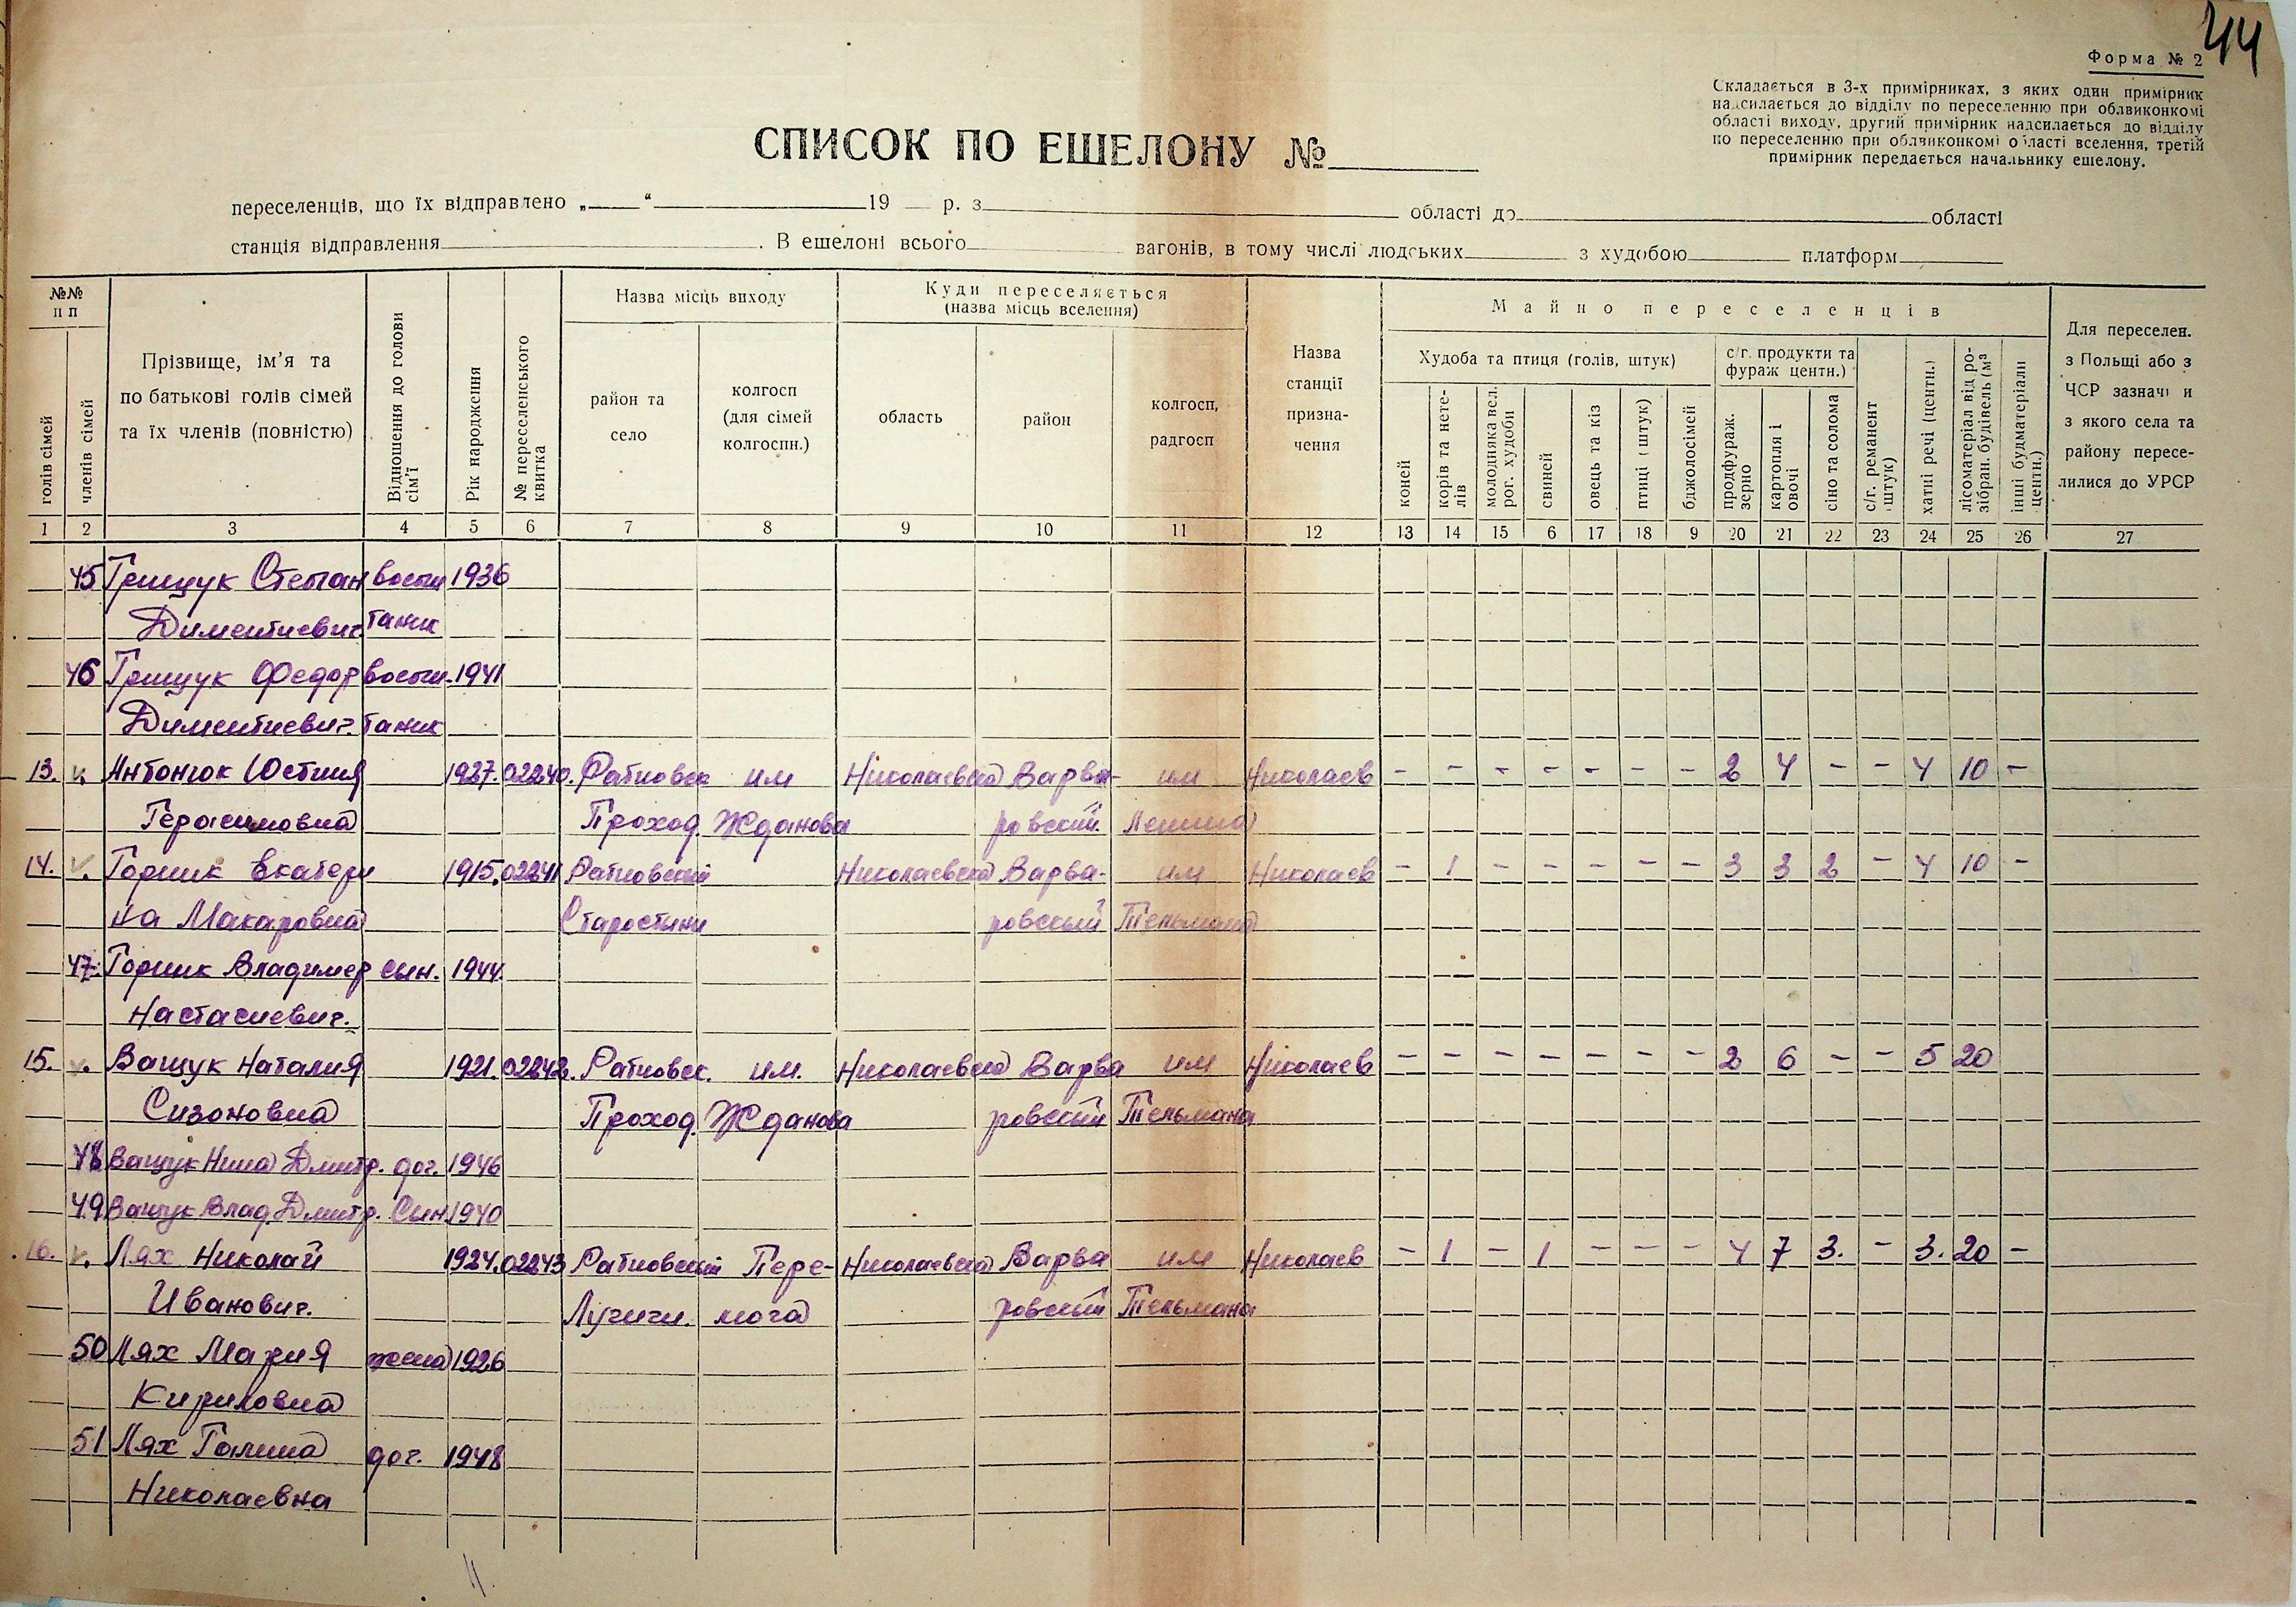 44
Форма № 2
Складається в 3-х примірниках, з яких один примірник
надсилається до відділу по переселенню при облвиконкомі
області виходу, другий примірник надсилається до відділу
по переселенню при облвиконкомі області вселення, третій
примірник передається начальнику ешелону.
СПИСОК ПО ЕШЕЛОНУ №
переселенців, що їх відправлено „ “ 19 р. з області до області
станція відправлення . В ешелоні всього вагонів, в тому числі людських з худобою платформ
№№ п п
голів сімей
членів сімей
Прізвище, ім’я та
по батькові голів сімей
та їх членів (повністю)
Відношення до голови сім’ї
Рік народження
№ переселенського квитка
Назва місць виходу
район та село
колгосп (для сімей колгоспн.)
Куди переселяється
(назва місць вселення)
область
район
колгосп, радгосп
Назва станції призна-чення
Майно переселенців
Худоба та птиця (голів, штук)
коней
корів та нете-лів
молодняка вел. рог. худоби
свиней
овець та кіз
птиці (штук)
бджолосімей
с/г. продукти та
фураж центн.)
продфураж. зерно
картопля і овочі
сіно та солома
с/г. реманент (штук)
хатні речі (центн.)
лісоматеріал від ро-зібран. будівель (м³
інші будматеріали центн.)
Для переселен.
з Польщі або з
ЧСР зазначи и
з якого села та
району пересе-
лилися до УРСР
1 2 3 4 5 6 7 8 9 10 11 12 13 14 15 6 17 18 9 20 21 22 23 24 25 26 27
45 Грищук Степан воспи 1936
Диментиевич таник
46 Грищук Федор воспи- 1941
Диментиевич. таник
13. v. Антонюк Юстиня 1927. 02240. Ратновск им Николаевска Варва- им Николаев - - - - - - - 2 4 - - 4 10 -
Герасимовна Проход. Жданова ровский. Ленина
14. v. Горник Екатери 1915. 02241 Ратновский Николаевска Варва- им Николаев - 1 - - - - - 3 3 2 - 4 10 -
на Макаровна Старостини ровский Тельмана
47. Горник Владимер сын. 1944.
Настасиевич.
15. v. Ващук Наталия 1921. 02242. Ратновск. им. Николаевска Варва им Николаев - - - - - - - 2 6 - - 5 20
Сизоновна Проход. Жданова ровский Тельмана
48 Ващук Нина Дмитр. доч. 1946
49 Ващук Влад. Дмитр. Сын 1940
16. v. Лях Николай 1924. 02243 Ратновский Пере- Николаевска Варва им Николаев - 1 - 1 - - - 4 7 3. - 3. 20 -
Иванович. Лучичи. мога ровский Тельмана
50 Лях Мария жена 1926
Кириловна
51 Лях Галина доч. 1948
Николаевна